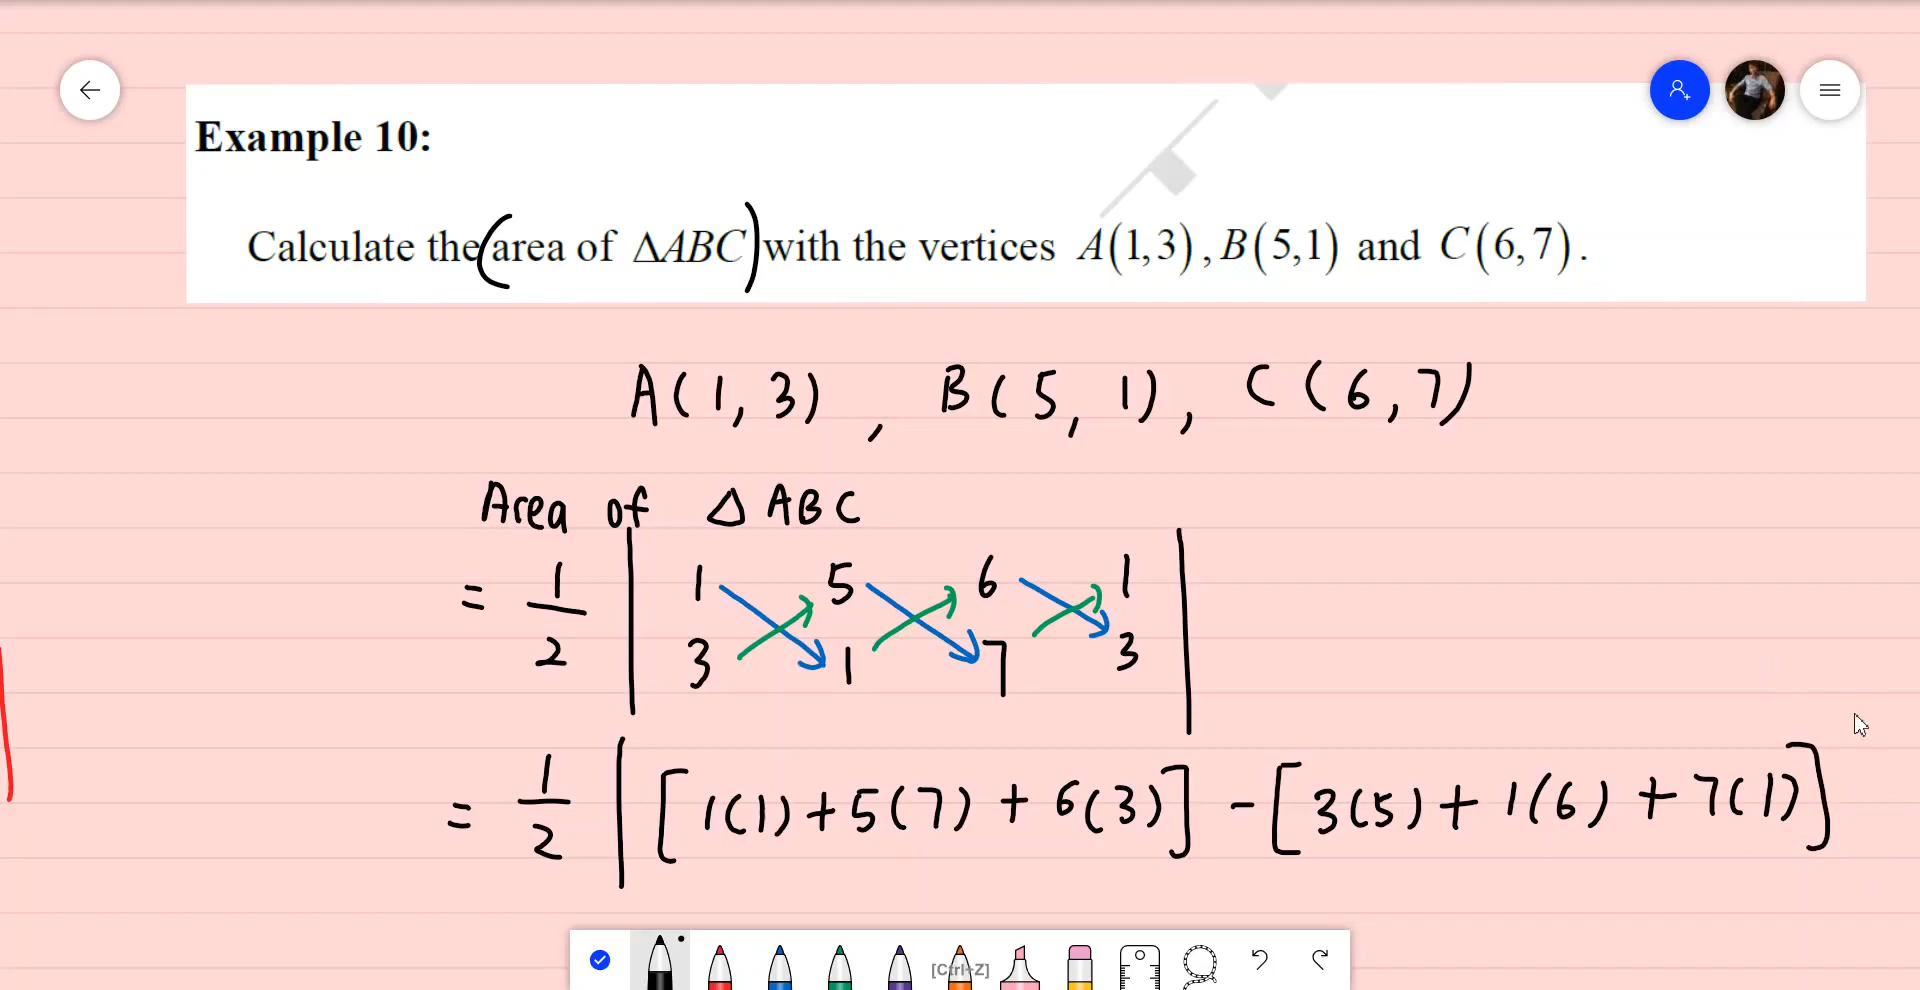 Example 10:
Calculate the (area of ΔABC) with the vertices A(1,3), B(5,1) and C(6,7).
A(1, 3) , B(5, 1), C(6,7)
Area of Δ ABC
= 1/2 | 1 5 6 1
3 1 7 3 |
= 1/2 | [1(1)+5(7)+6(3)] - [3(5)+1(6)+7(1)]
[Ctrl+Z]